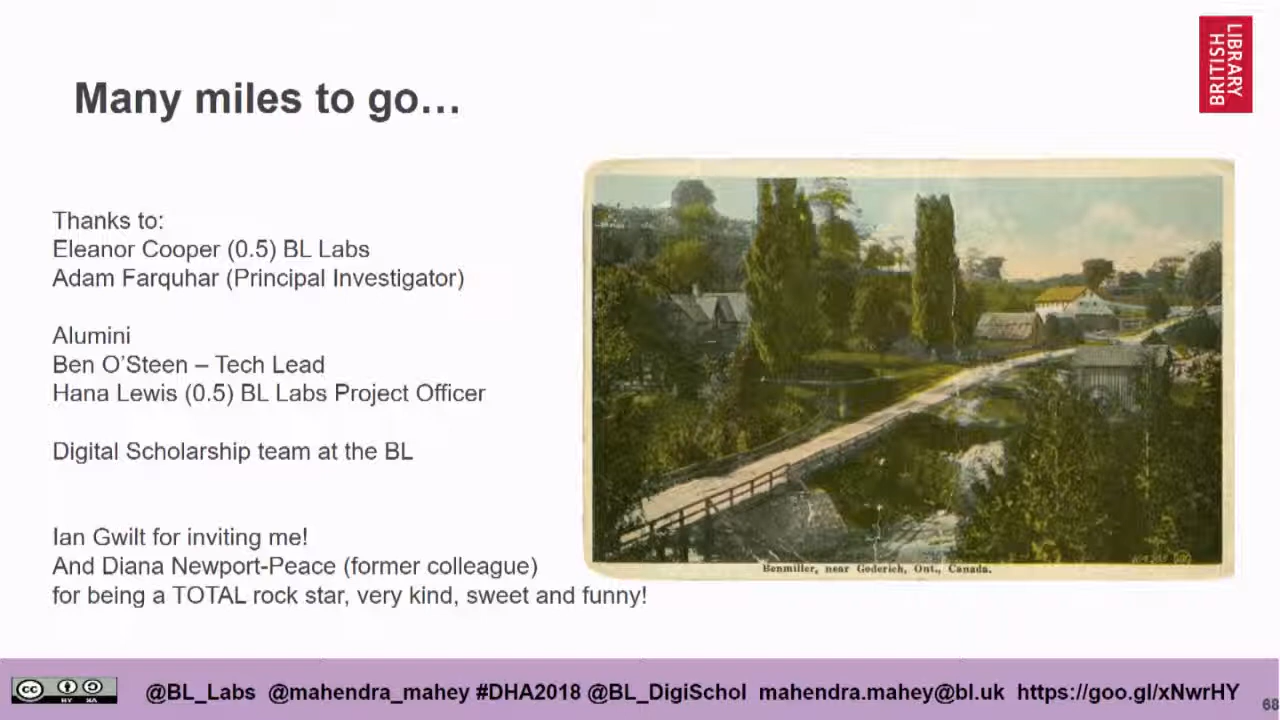 Many miles to go…
LIBRARY
BRITISH
Thanks to:
Eleanor Cooper (0.5) BL Labs
Adam Farquhar (Principal Investigator)
Alumini
Ben O’Steen – Tech Lead
Hana Lewis (0.5) BL Labs Project Officer
Digital Scholarship team at the BL
Ian Gwilt for inviting me!
And Diana Newport-Peace (former colleague)
for being a TOTAL rock star, very kind, sweet and funny!
Benmiller, near Goderich, Ont., Canada.
cc
@BL_Labs @mahendra_mahey #DHA2018 @BL_DigiSchol mahendra.mahey@bl.uk https://goo.gl/xNwrHY
68